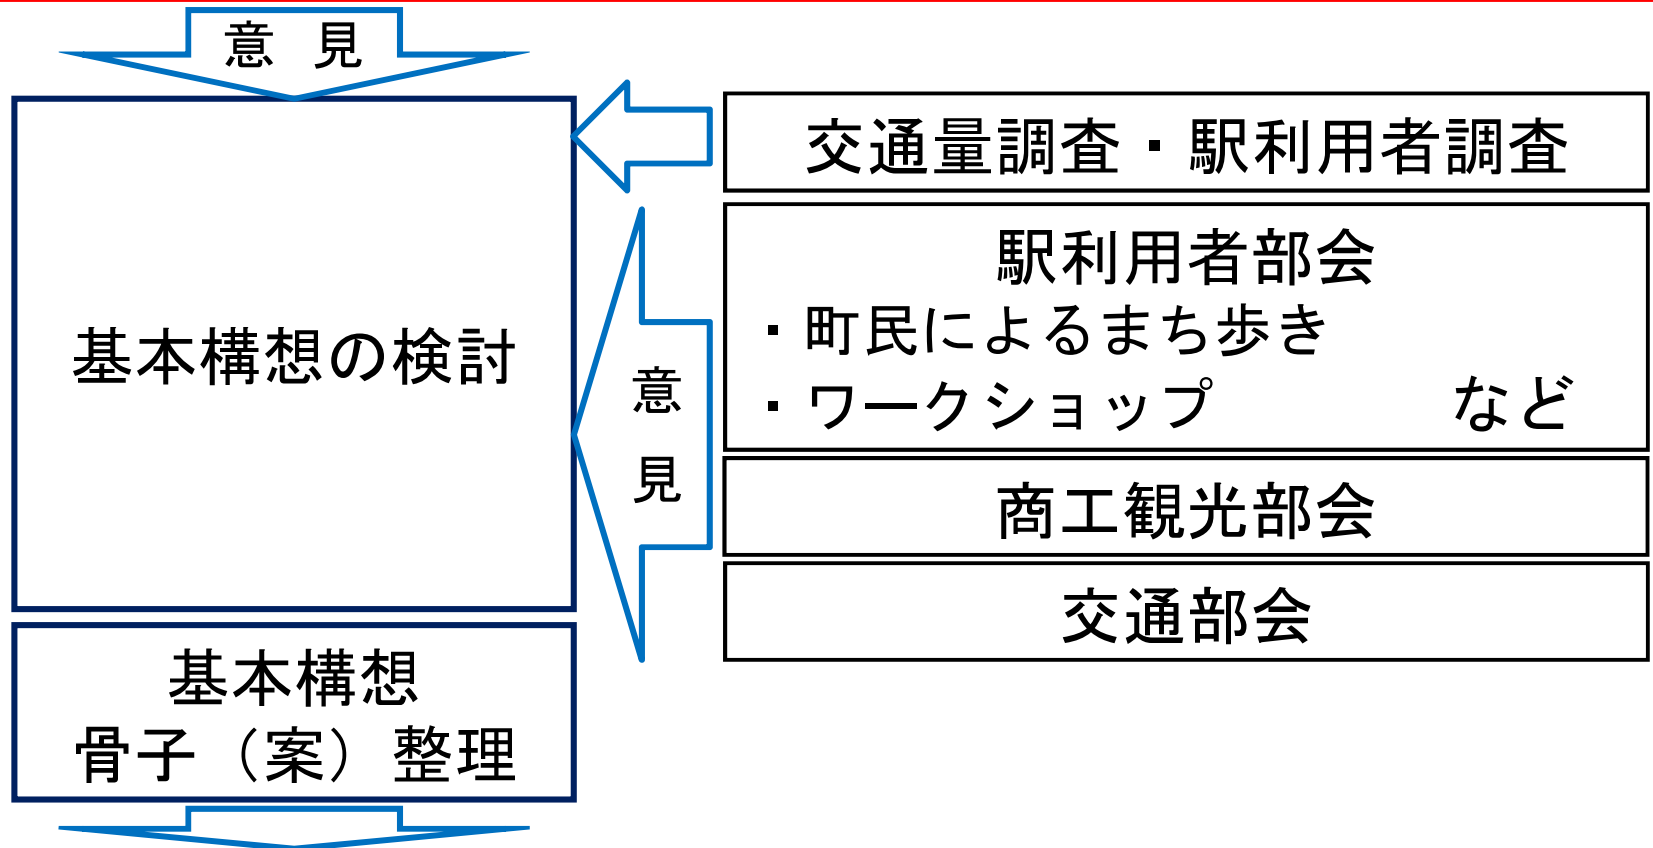 意 見
交通量調査・駅利用者調査
駅利用者部会
・町民によるまち歩き
・ワークショップ など
基本構想の検討
意
見
商工観光部会
交通部会
基本構想
骨子（案）整理